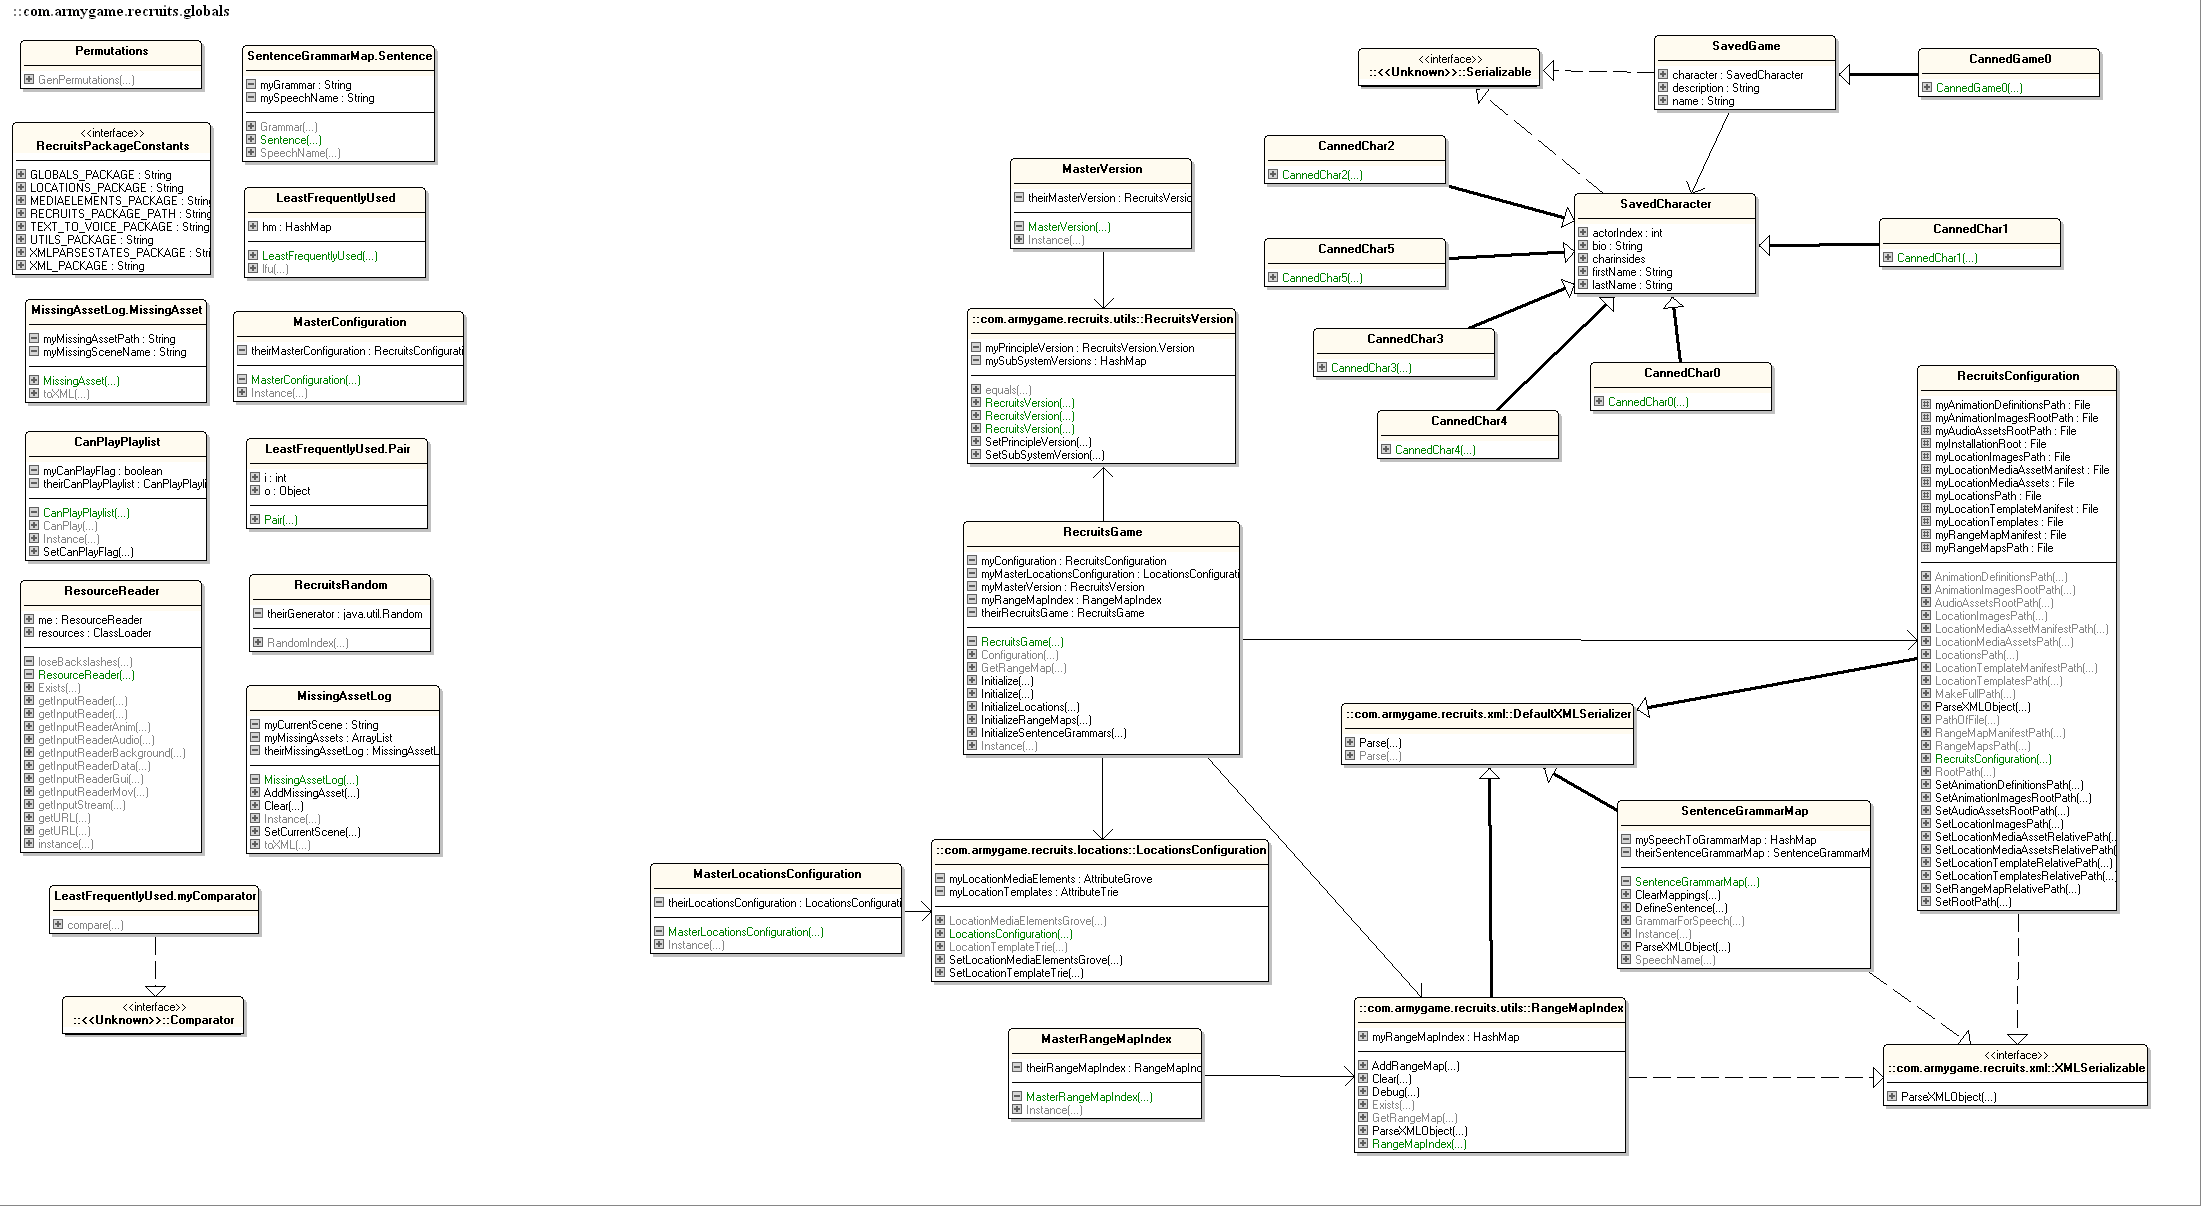 ::com.armygame.recruits.globals
Permutations
GenPermutations(...)
<<interface>>
RecruitsPackageConstants
GLOBALS_PACKAGE : String
LOCATIONS_PACKAGE : String
MEDIAELEMENTS_PACKAGE : String
RECRUITS_PACKAGE_PATH : String
TEXT_TO_VOICE_PACKAGE : String
UTILS_PACKAGE : String
XMLPARSESTATES_PACKAGE : Stri
XML_PACKAGE : String
MissingAssetLog.MissingAsset
myMissingAssetPath : String
myMissingSceneName : String
MissingAsset(...)
toXML(...)
CanPlayPlaylist
myCanPlayFlag : boolean
theirCanPlayPlaylist : CanPlayPlayli
CanPlayPlaylist(...)
CanPlay(...)
Instance(...)
SetCanPlayFlag(...)
ResourceReader
me : ResourceReader
resources : ClassLoader
loseBackslashes(...)
ResourceReader(...)
Exists(...)
getInputReader(...)
getInputReader(...)
getInputReaderAnim(...)
getInputReaderAudio(...)
getInputReaderBackground(...)
getInputReaderData(...)
getInputReaderGui(...)
getInputReaderMov(...)
getInputStream(...)
getURL(...)
getURL(...)
instance(...)
LeastFrequentlyUsed.myComparator
compare(...)
<<interface>>
::<<Unknown>>::Comparator
SentenceGrammarMap.Sentence
myGrammar : String
mySpeechName : String
Grammar(...)
Sentence(...)
SpeechName(...)
LeastFrequentlyUsed
hm : HashMap
LeastFrequentlyUsed(...)
lfu(...)
MasterConfiguration
theirMasterConfiguration : RecruitsConfigurati
MasterConfiguration(...)
Instance(...)
LeastFrequentlyUsed.Pair
i : int
o : Object
Pair(...)
RecruitsRandom
theirGenerator : java.util.Random
RandomIndex(...)
MissingAssetLog
myCurrentScene : String
myMissingAssets : ArrayList
theirMissingAssetLog : MissingAssetL
MissingAssetLog(...)
AddMissingAsset(...)
Clear(...)
Instance(...)
SetCurrentScene(...)
toXML(...)
MasterVersion
theirMasterVersion : RecruitsVersio
MasterVersion(...)
Instance(...)
::com.armygame.recruits.utils::RecruitsVersion
myPrincipleVersion : RecruitsVersion.Version
mySubSystemVersions : HashMap
equals(...)
RecruitsVersion(...)
RecruitsVersion(...)
RecruitsVersion(...)
SetPrincipleVersion(...)
SetSubSystemVersion(...)
RecruitsGame
myConfiguration : RecruitsConfiguration
myMasterLocationsConfiguration : LocationsConfigurati
myMasterVersion : RecruitsVersion
myRangeMapIndex : RangeMapIndex
theirRecruitsGame : RecruitsGame
RecruitsGame(...)
Configuration(...)
GetRangeMap(...)
Initialize(...)
Initialize(...)
InitializeLocations(...)
InitializeRangeMaps(...)
InitializeSentenceGrammars(...)
Instance(...)
MasterLocationsConfiguration
theirLocationsConfiguration : LocationsConfigurati
MasterLocationsConfiguration(...)
Instance(...)
::com.armygame.recruits.locations::LocationsConfiguration
myLocationMediaElements : AttributeGrove
myLocationTemplates : AttributeTrie
LocationMediaElementsGrove(...)
LocationsConfiguration(...)
LocationTemplateTrie(...)
SetLocationMediaElementsGrove(...)
SetLocationTemplateTrie(...)
MasterRangeMapIndex
theirRangeMapIndex : RangeMapInd
MasterRangeMapIndex(...)
Instance(...)
<<interface>>
::<<Unknown>>::Serializable
SavedGame
character : SavedCharacter
description : String
name : String
CannedGame0
CannedGame0(...)
CannedChar2
CannedChar2(...)
SavedCharacter
actorIndex : int
bio : String
charinsides
firstName : String
lastName : String
CannedChar1
CannedChar1(...)
CannedChar5
CannedChar5(...)
CannedChar3
CannedChar3(...)
CannedChar0
CannedChar0(...)
CannedChar4
CannedChar4(...)
RecruitsConfiguration
myAnimationDefinitionsPath : File
myAnimationImagesRootPath : File
myAudioAssetsRootPath : File
myInstallationRoot : File
myLocationImagesPath : File
myLocationMediaAssetManifest : File
myLocationMediaAssets : File
myLocationsPath : File
myLocationTemplateManifest : File
myLocationTemplates : File
myRangeMapManifest : File
myRangeMapsPath : File
AnimationDefinitionsPath(...)
AnimationImagesRootPath(...)
AudioAssetsRootPath(...)
LocationImagesPath(...)
LocationMediaAssetManifestPath(...)
LocationMediaAssetsPath(...)
LocationsPath(...)
LocationTemplateManifestPath(...)
LocationTemplatesPath(...)
MakeFullPath(...)
ParseXMLObject(...)
PathOfFile(...)
RangeMapManifestPath(...)
RangeMapsPath(...)
RecruitsConfiguration(...)
RootPath(...)
SetAnimationDefinitionsPath(...)
SetAnimationImagesRootPath(...)
SetAudioAssetsRootPath(...)
SetLocationImagesPath(...)
SetLocationMediaAssetRelativePath(..
SetLocationMediaAssetsRelativePath(..
SetLocationTemplateRelativePath(...)
SetLocationTemplatesRelativePath(...
SetRangeMapRelativePath(...)
SetRootPath(...)
::com.armygame.recruits.xml::DefaultXMLSerializer
Parse(...)
Parse(...)
SentenceGrammarMap
mySpeechToGrammarMap : HashMap
theirSentenceGrammarMap : SentenceGrammarM
SentenceGrammarMap(...)
ClearMappings(...)
DefineSentence(...)
GrammarForSpeech(...)
Instance(...)
ParseXMLObject(...)
SpeechName(...)
::com.armygame.recruits.utils::RangeMapIndex
myRangeMapIndex : HashMap
AddRangeMap(...)
Clear(...)
Debug(...)
Exists(...)
GetRangeMap(...)
ParseXMLObject(...)
RangeMapIndex(...)
<<interface>>
::com.armygame.recruits.xml::XMLSerializable
ParseXMLObject(...)